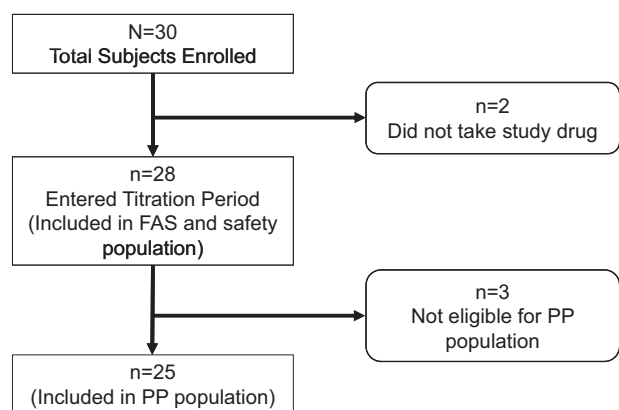 N=30
Total Subjects Enrolled
n=2
Did not take study drug
n=28
Entered Titration Period
(Included in FAS and safety
population)
n=3
Not eligible for PP
population
n=25
(Included in PP population)